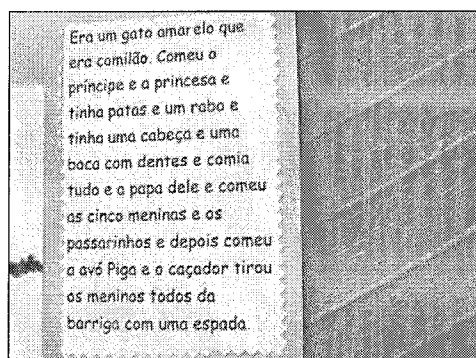 Era um gato amarelo que
era comilão. Comeu o
príncipe e a princesa e
tinha patas e um rabo e
tinha uma cabeça e uma
boca com dentes e comia
tudo e a papa dele e comeu
as cinco meninas e os
passarinhos e depois comeu
a avó Piga e o caçador tirou
os meninos todos da
barriga com uma espada.